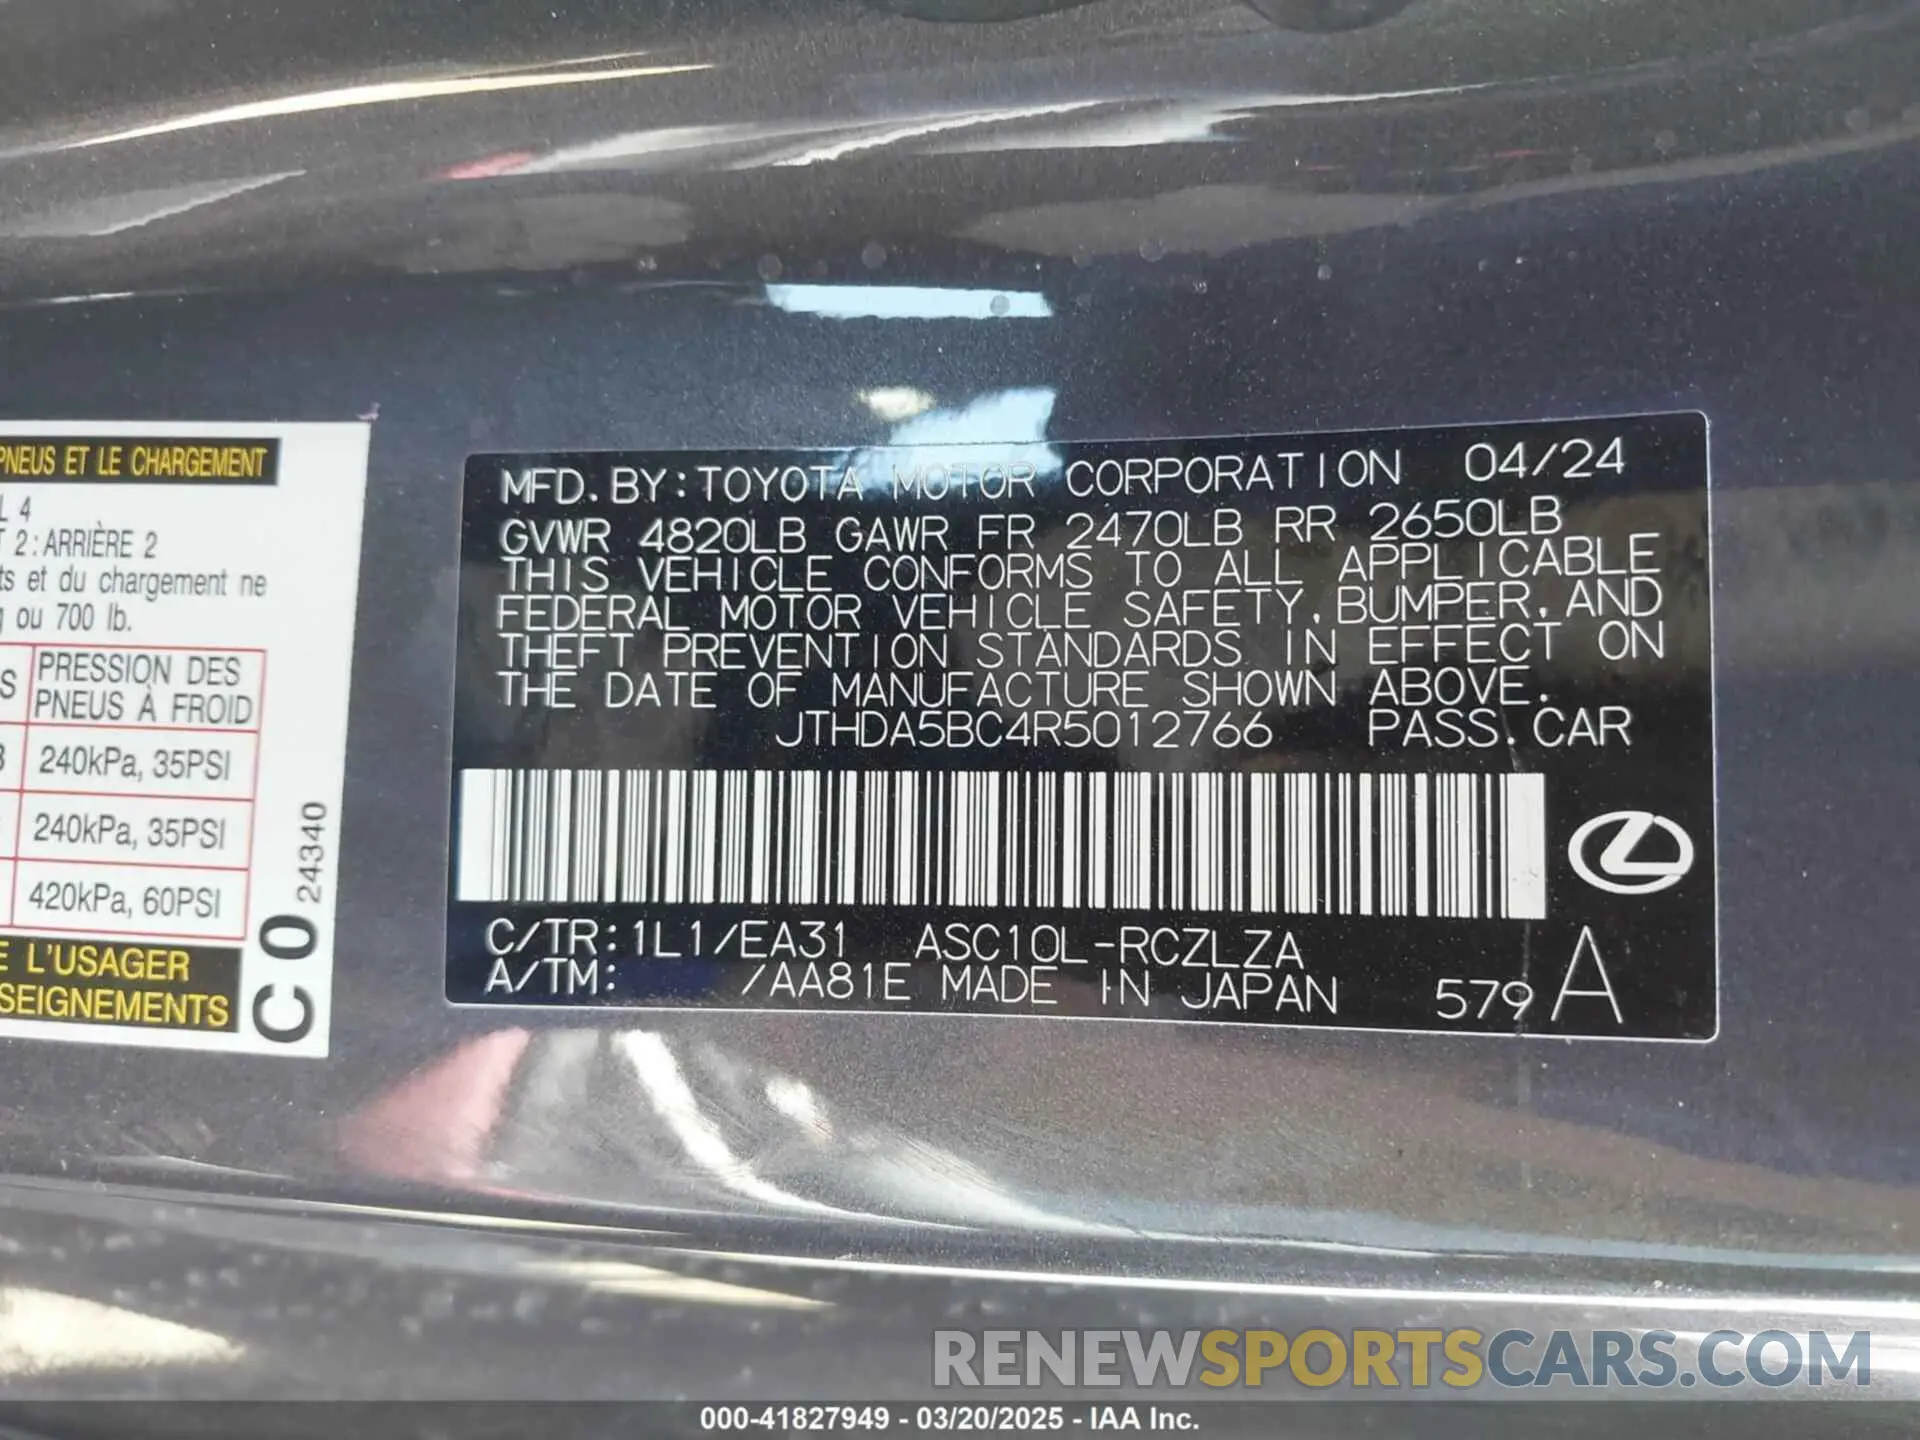 PNEUS ET LE CHARGEMENT
L 4
T 2 : ARRIÈRE 2
ts et du chargement ne
ou 700 lb.
S PRESSION DES
PNEUS À FROID
240kPa, 35PSI
240kPa, 35PSI
420kPa, 60PSI
E L'USAGER
SEIGNEMENTS
C0 24340
MFD. BY: TOYOTA MOTOR CORPORATION 04/24
GVWR 4820LB GAWR FR 2470LB RR 2650LB
THIS VEHICLE CONFORMS TO ALL APPLICABLE
FEDERAL MOTOR VEHICLE SAFETY, BUMPER, AND
THEFT PREVENTION STANDARDS IN EFFECT ON
THE DATE OF MANUFACTURE SHOWN ABOVE.
JTHDA5BC4R5012766 PASS. CAR
C/TR: 1L1/EA31 ASC10L-RCZLZA
A/TM: /AA81E MADE IN JAPAN 579 A
RENEWSPORTSCARS.COM
000-41827949 - 03/20/2025 - IAA Inc.